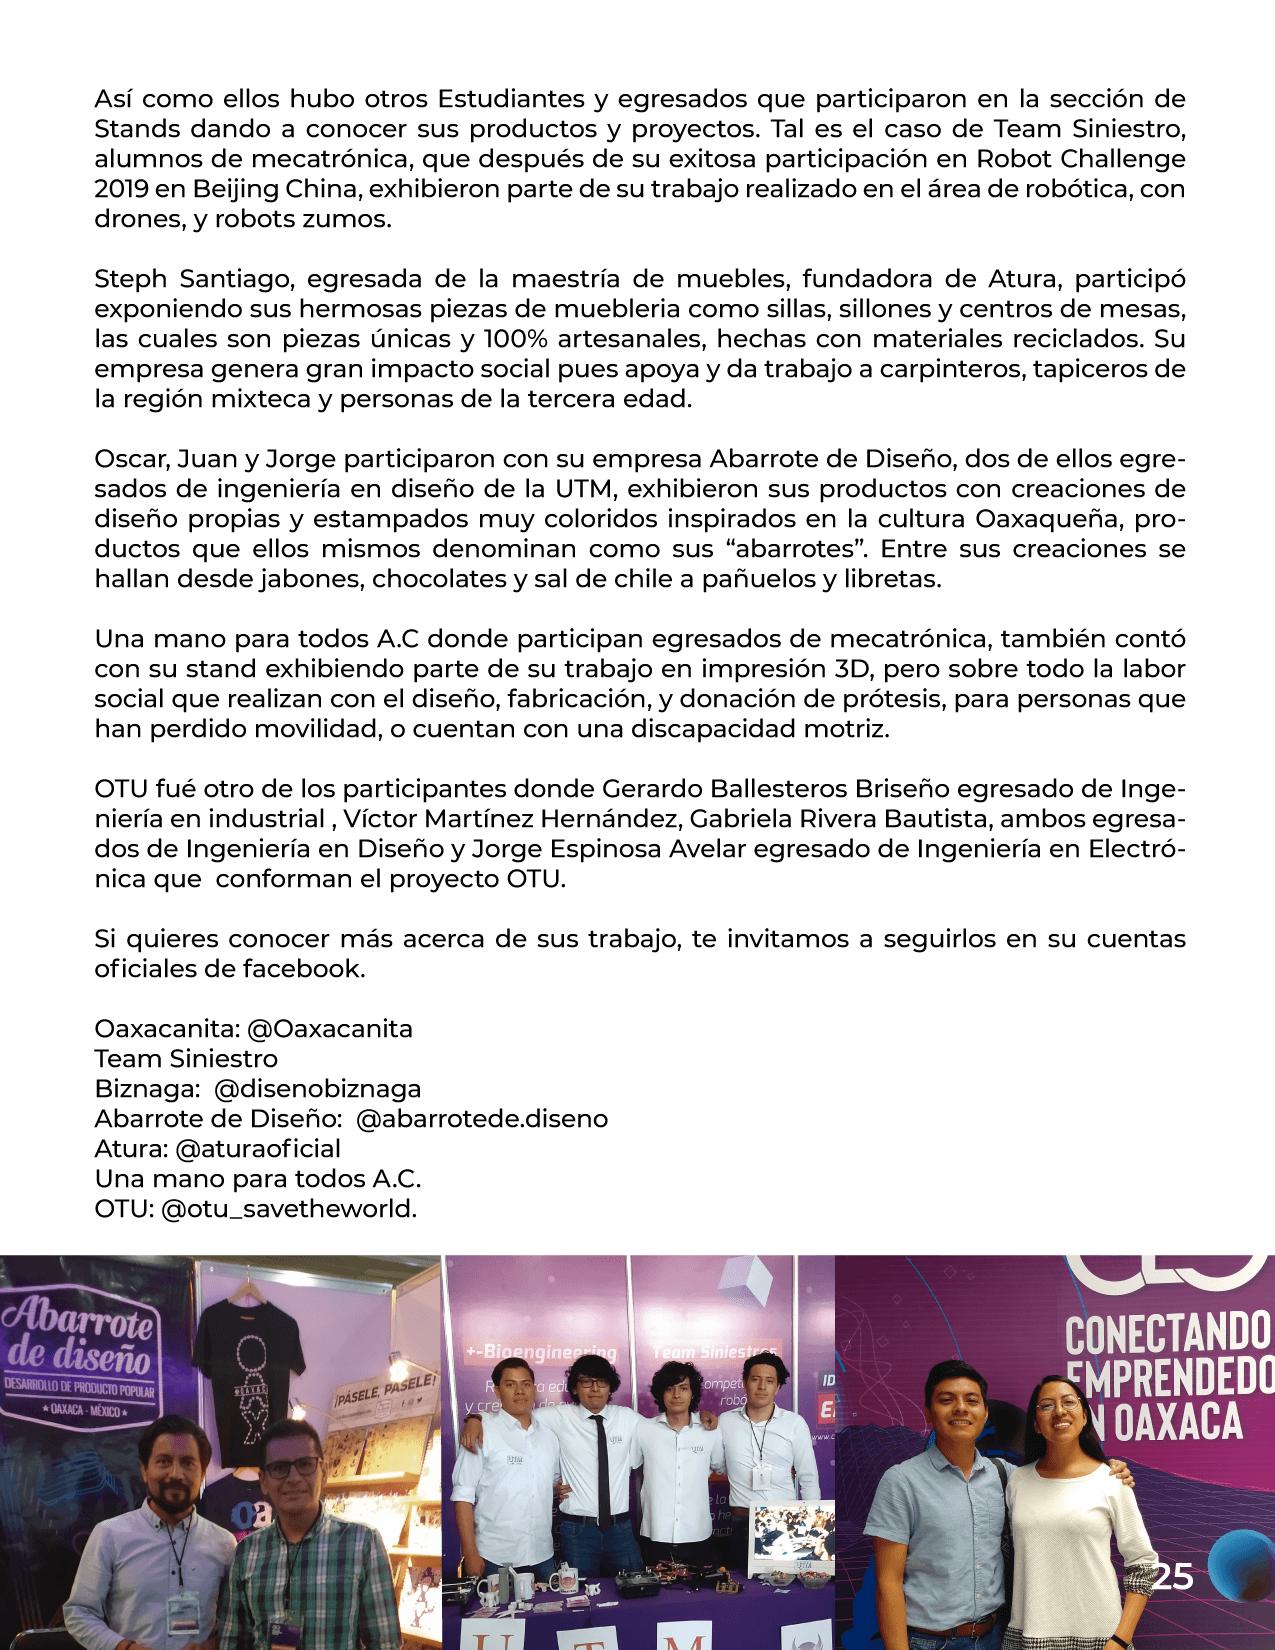 Así como ellos hubo otros Estudiantes y egresados que participaron en la sección de
Stands dando a conocer sus productos y proyectos. Tal es el caso de Team Siniestro,
alumnos de mecatrónica, que después de su exitosa participación en Robot Challenge
2019 en Beijing China, exhibieron parte de su trabajo realizado en el área de robótica, con
drones, y robots zumos.
Steph Santiago, egresada de la maestría de muebles, fundadora de Atura, participó
exponiendo sus hermosas piezas de muebleria como sillas, sillones y centros de mesas,
las cuales son piezas únicas y 100% artesanales, hechas con materiales reciclados. Su
empresa genera gran impacto social pues apoya y da trabajo a carpinteros, tapiceros de
la región mixteca y personas de la tercera edad.
Oscar, Juan y Jorge participaron con su empresa Abarrote de Diseño, dos de ellos egre-
sados de ingeniería en diseño de la UTM, exhibieron sus productos con creaciones de
diseño propias y estampados muy coloridos inspirados en la cultura Oaxaqueña, pro-
ductos que ellos mismos denominan como sus “abarrotes”. Entre sus creaciones se
hallan desde jabones, chocolates y sal de chile a pañuelos y libretas.
Una mano para todos A.C donde participan egresados de mecatrónica, también contó
con su stand exhibiendo parte de su trabajo en impresión 3D, pero sobre todo la labor
social que realizan con el diseño, fabricación, y donación de prótesis, para personas que
han perdido movilidad, o cuentan con una discapacidad motriz.
OTU fué otro de los participantes donde Gerardo Ballesteros Briseño egresado de Inge-
niería en industrial , Víctor Martínez Hernández, Gabriela Rivera Bautista, ambos egresa-
dos de Ingeniería en Diseño y Jorge Espinosa Avelar egresado de Ingeniería en Electró-
nica que  conforman el proyecto OTU.
Si quieres conocer más acerca de sus trabajo, te invitamos a seguirlos en su cuentas
oficiales de facebook.
Oaxacanita: @Oaxacanita
Team Siniestro
Biznaga:  @disenobiznaga
Abarrote de Diseño:  @abarrotede.diseno
Atura: @aturaoficial
Una mano para todos A.C.
OTU: @otu_savetheworld.
Abarrote
de diseño
DESARROLLO DE PRODUCTO POPULAR
★ OAXACA - MÉXICO ★
¡PÁSELE, PÁSELE!
+-Bioengineering
Team Siniestros
U T M
CONECTANDO
EMPRENDEDO
N OAXACA
25